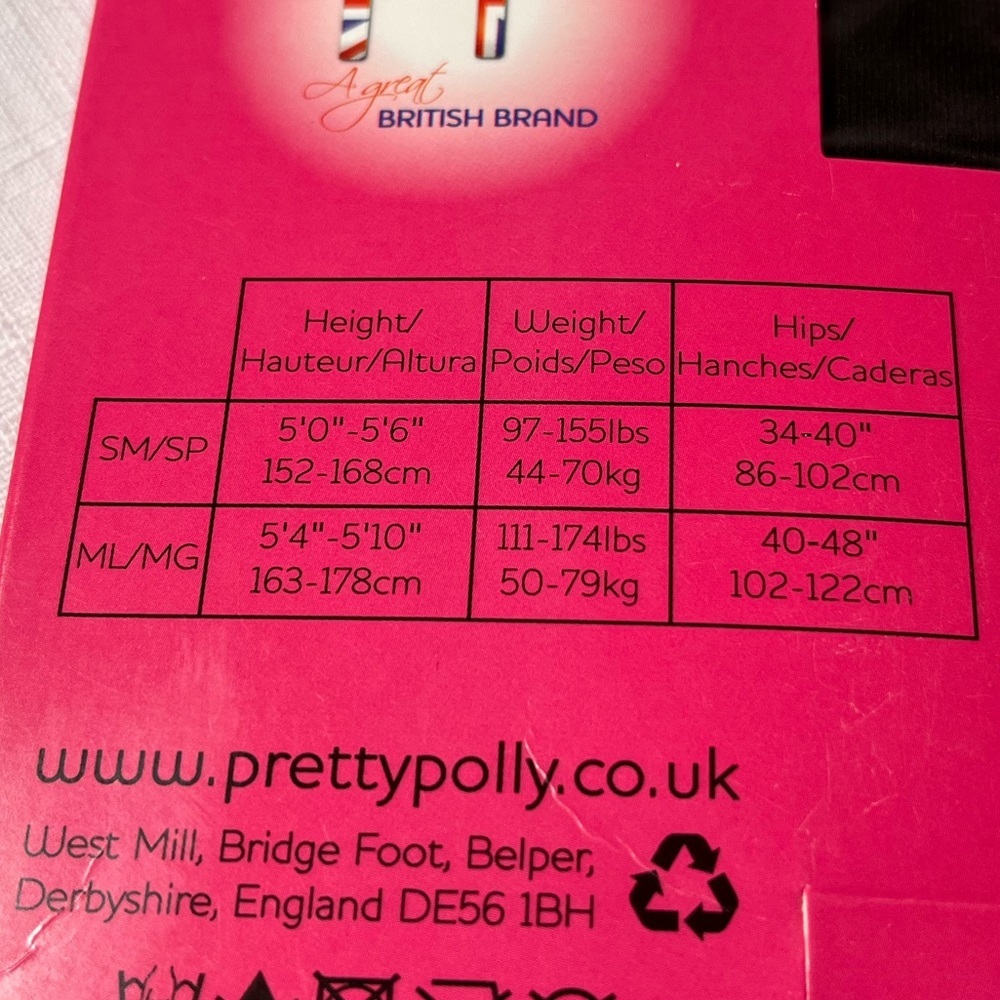 A great
BRITISH BRAND
Height/
Hauteur/Altura
Weight/
Poids/Peso
Hips/
Hanches/Caderas
SM/SP
5'0"-5'6"
152-168cm
97-155lbs
44-70kg
34-40"
86-102cm
ML/MG
5'4"-5'10"
163-178cm
111-174lbs
50-79kg
40-48"
102-122cm
www.prettypolly.co.uk
West Mill, Bridge Foot, Belper,
Derbyshire, England DE56 1BH